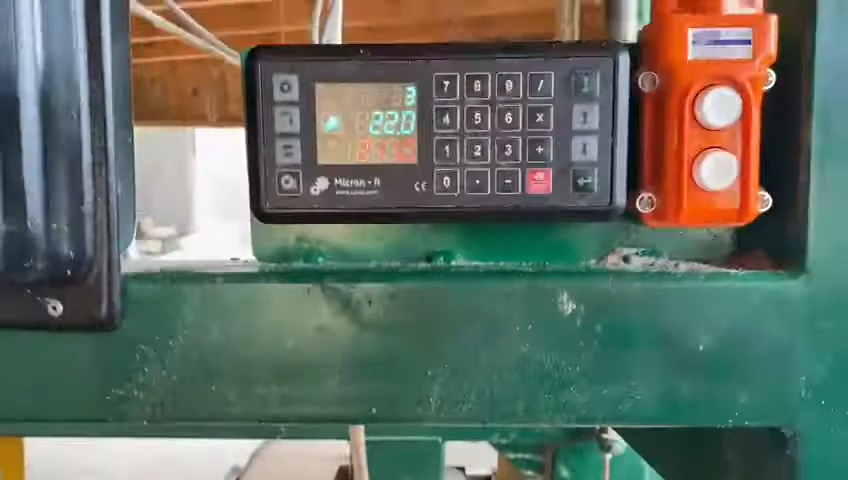 3
22.0
7 8 9 /
4 5 6 x
1 2 3 +
0 . -
Micron - R
CE